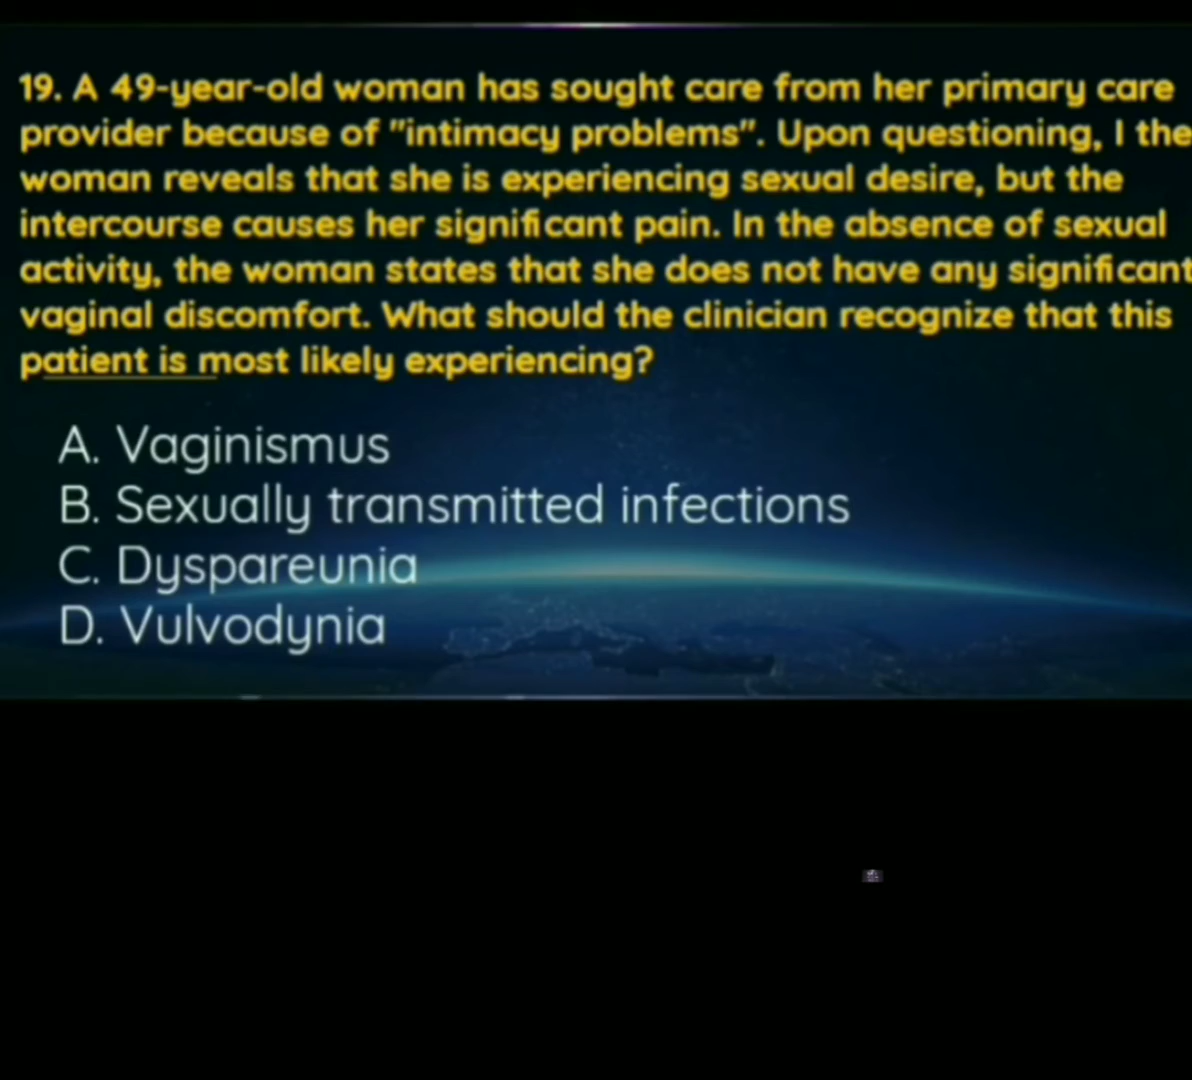 19. A 49-year-old woman has sought care from her primary care
provider because of "intimacy problems". Upon questioning, I the
woman reveals that she is experiencing sexual desire, but the
intercourse causes her significant pain. In the absence of sexual
activity, the woman states that she does not have any significant
vaginal discomfort. What should the clinician recognize that this
patient is most likely experiencing?
A. Vaginismus
B. Sexually transmitted infections
C. Dyspareunia
D. Vulvodynia